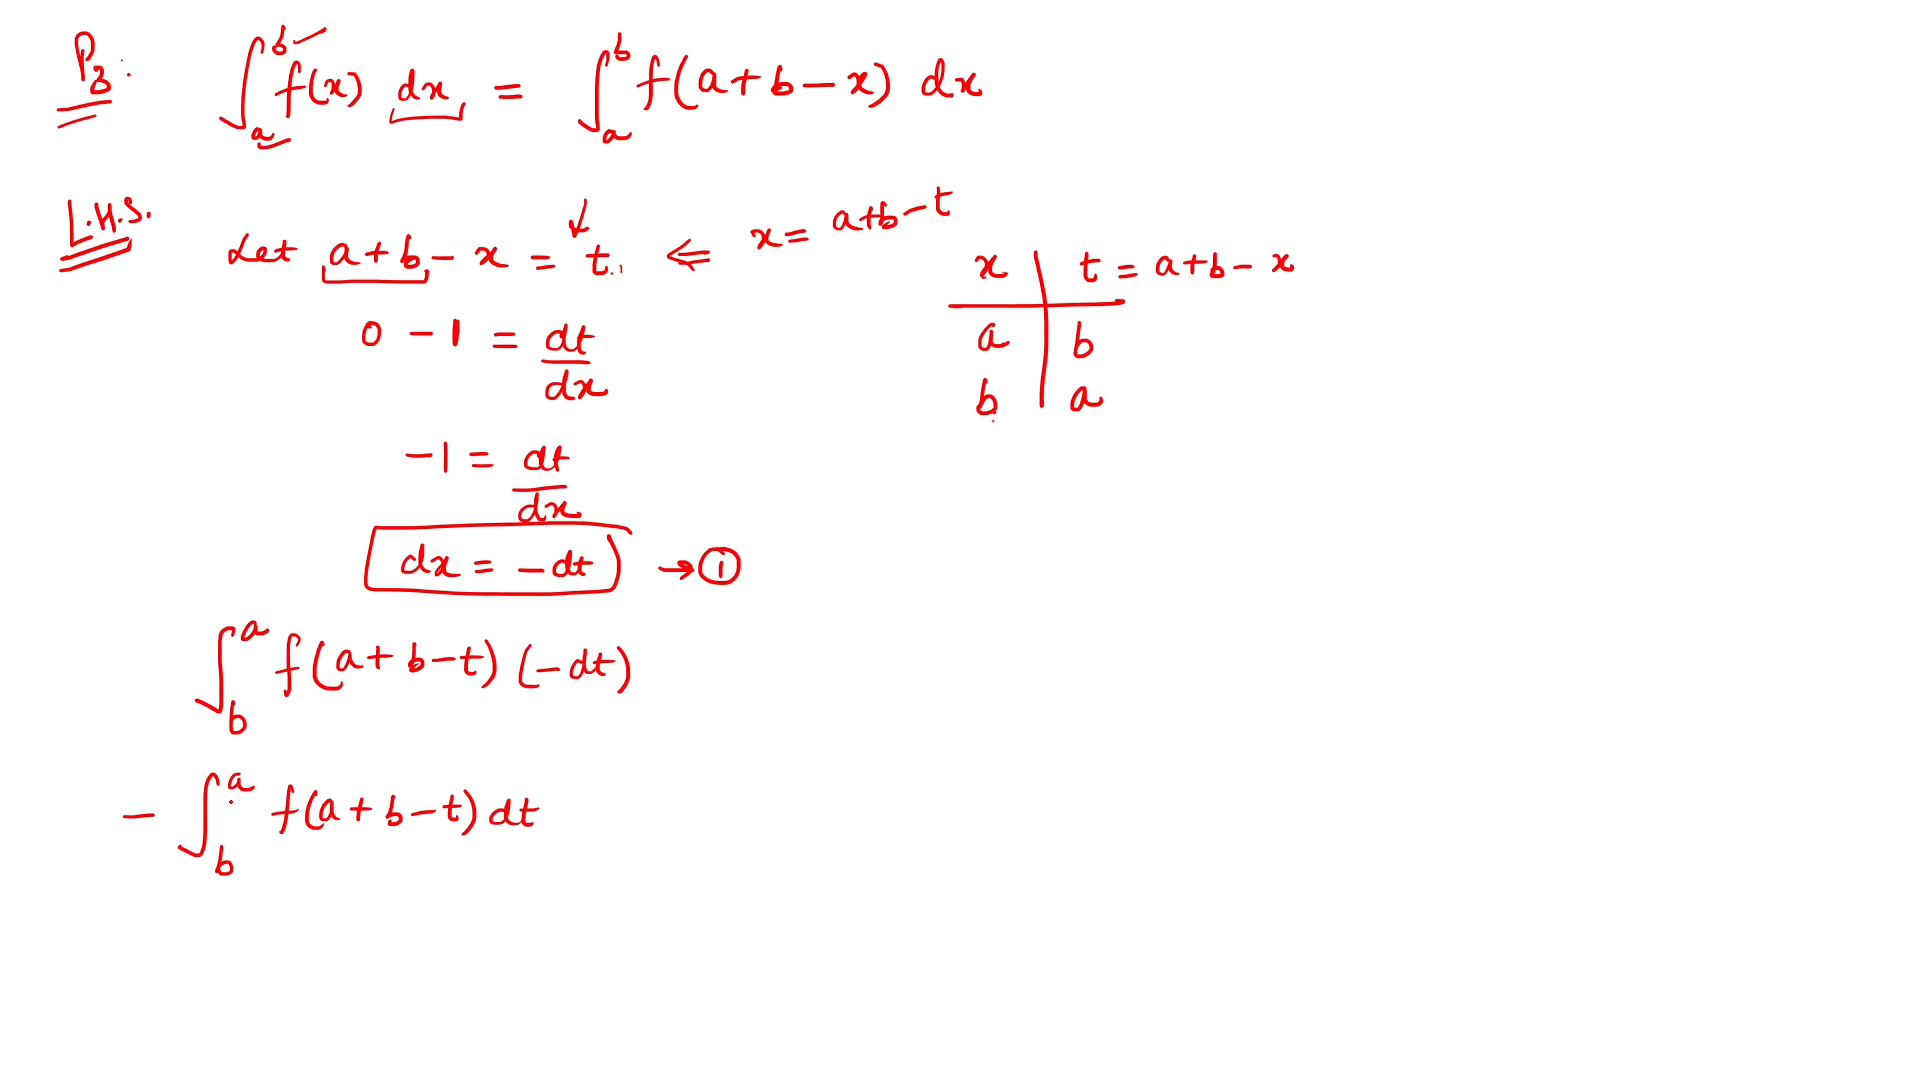 P3. ∫_a^b f(x) dx = ∫_a^b f(a+b-x) dx
L.H.S.
Let a+b-x = t. ⇐ x = a+b-t
x | t = a+b-x
a | b
b | a
0 - 1 = dt/dx
-1 = dt/dx
dx = -dt → ①
∫_b^a f(a+b-t) (-dt)
- ∫_b^a f(a+b-t) dt